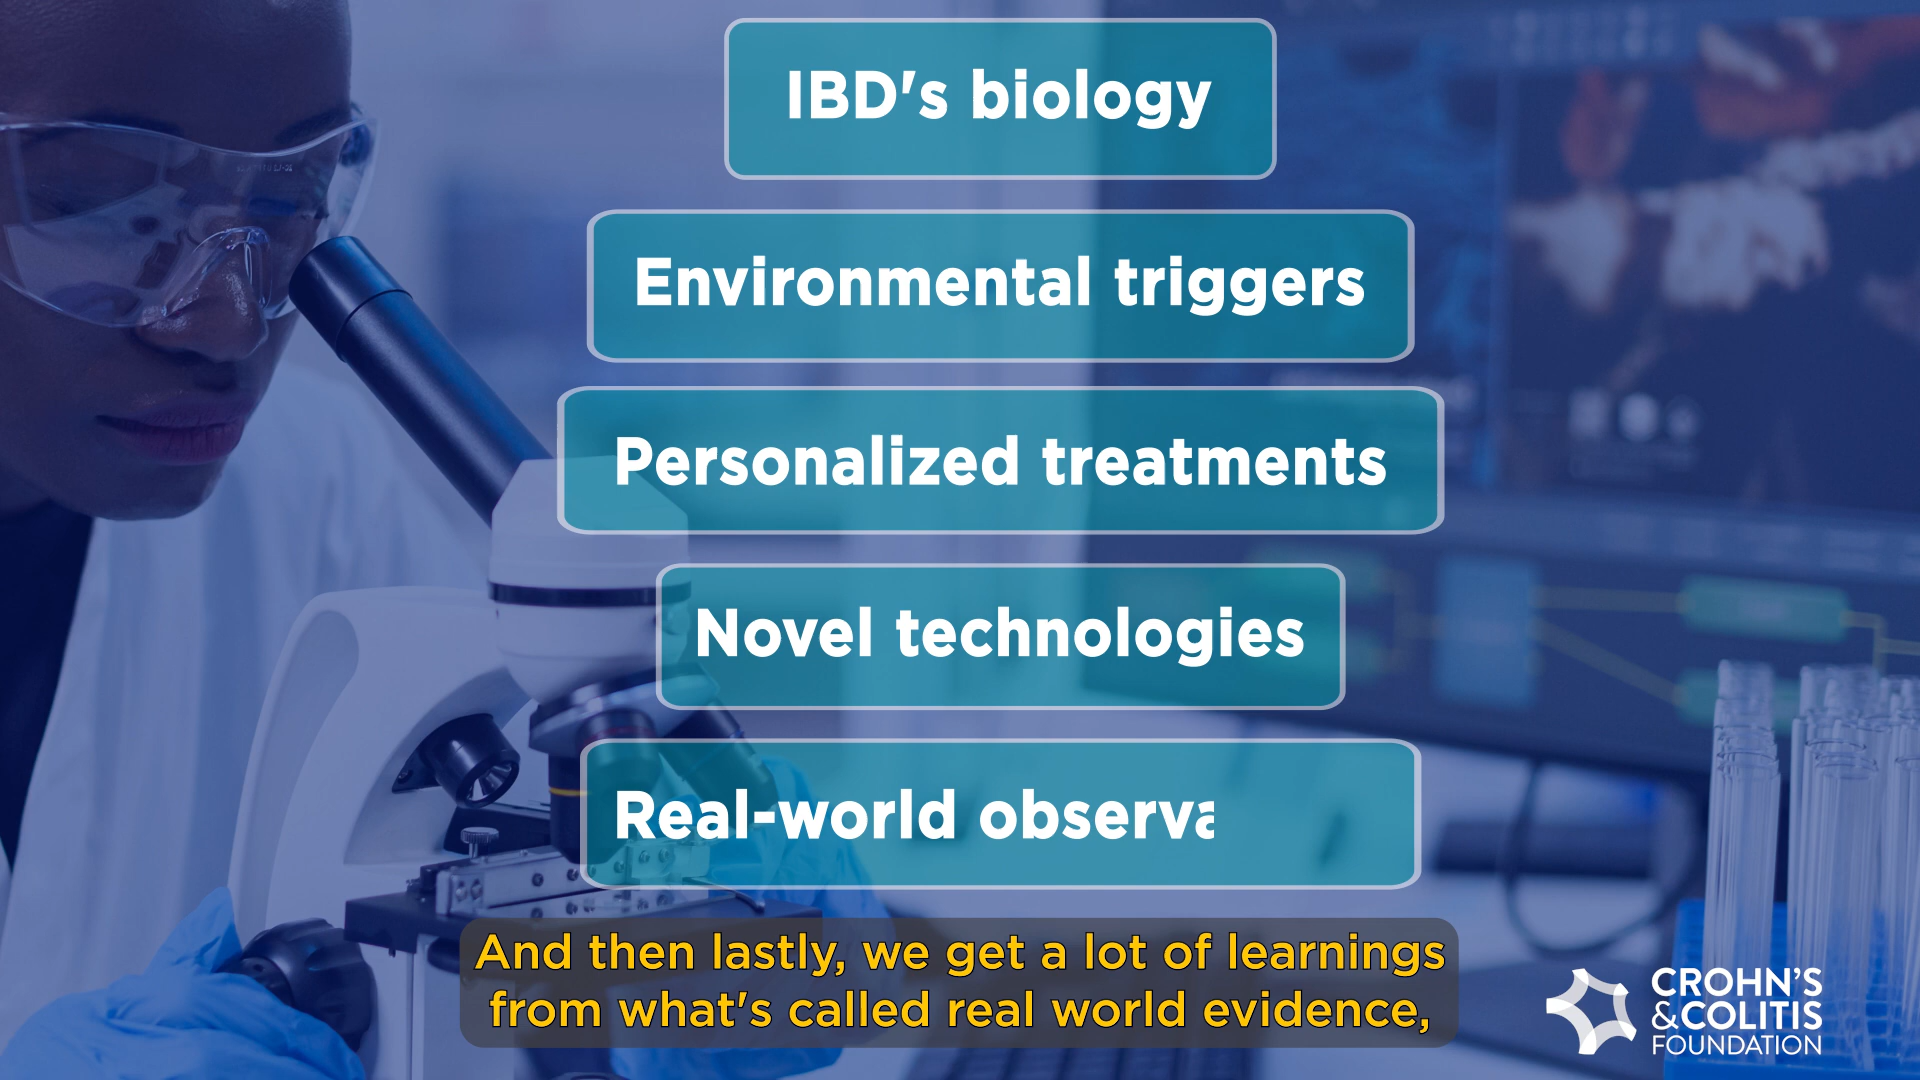 IBD's biology
Environmental triggers
Personalized treatments
Novel technologies
Real-world observa
And then lastly, we get a lot of learnings
from what's called real world evidence,
CROHN'S
&COLITIS
FOUNDATION